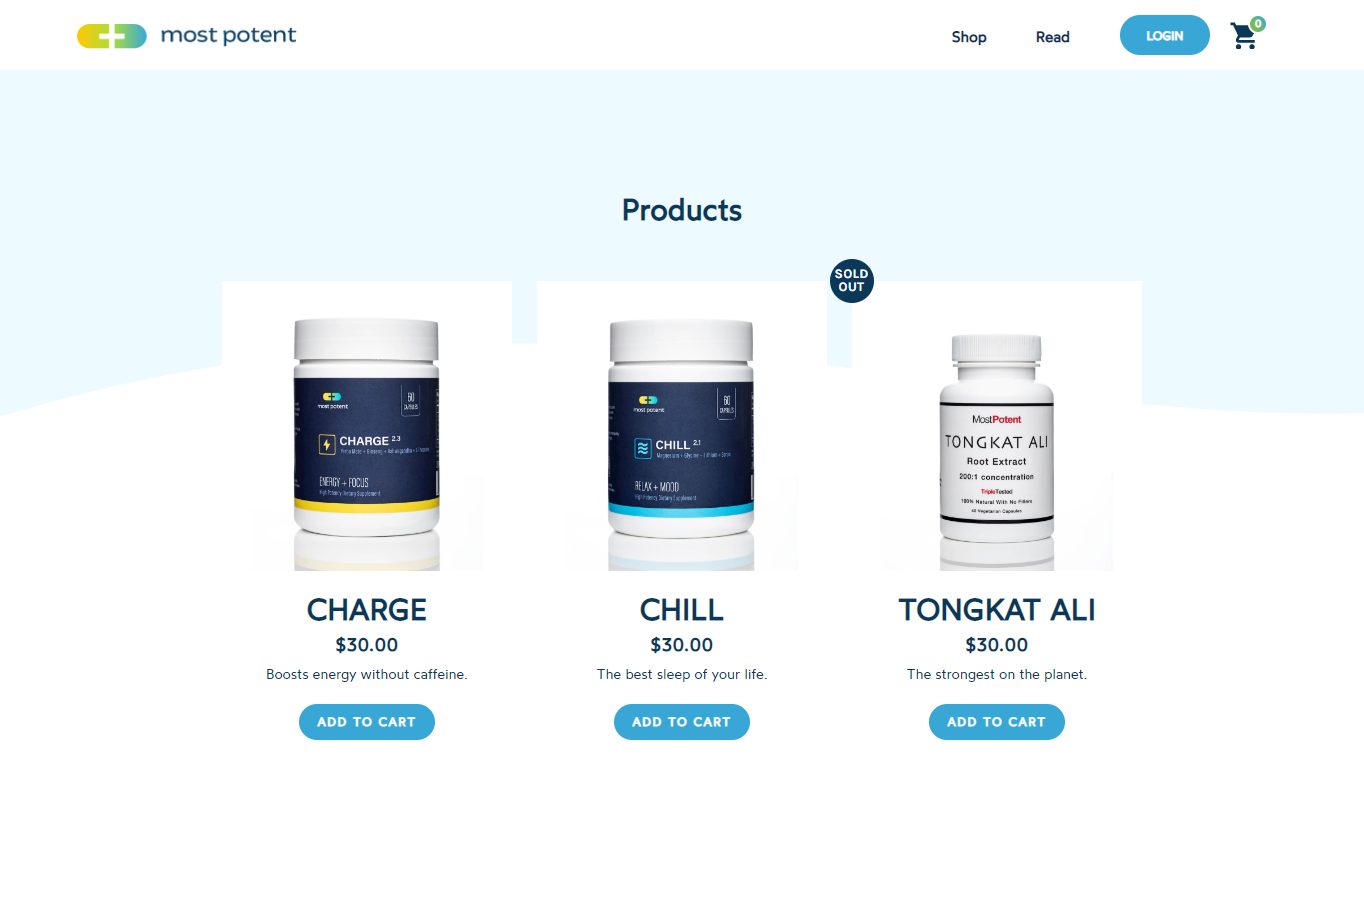 most potent
Shop
Read
LOGIN
0
Products
SOLD
OUT
most potent
60
CAPSULES
CHARGE 2.3
ENERGY + FOCUS
High Potency Dietary Supplement
most potent
60
CAPSULES
CHILL 2.1
RELAX + MOOD
High Potency Dietary Supplement
MostPotent
TONGKAT ALI
Root Extract
200:1 concentration
TripleTested
100% Natural With No Fillers
40 Vegetarian Capsules
CHARGE
$30.00
Boosts energy without caffeine.
ADD TO CART
CHILL
$30.00
The best sleep of your life.
ADD TO CART
TONGKAT ALI
$30.00
The strongest on the planet.
ADD TO CART